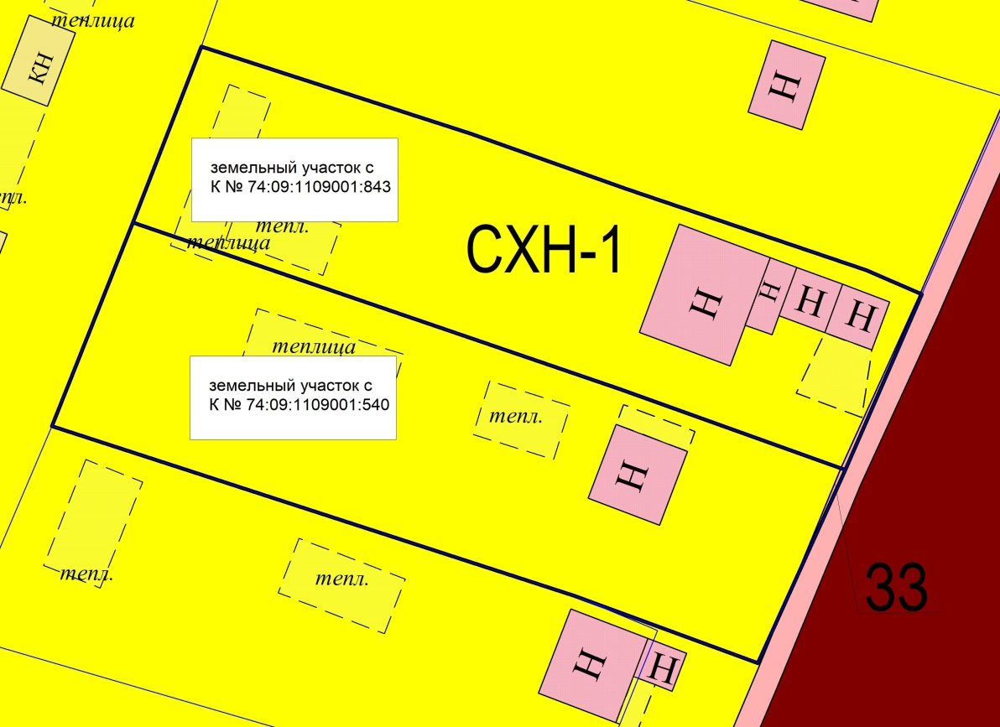 теплица
КН
Н
земельный участок с
К № 74:09:1109001:843
тепл.
теплица
СХН-1
Н
Н
Н
Н
теплица
земельный участок с
К № 74:09:1109001:540
тепл.
Н
тепл.
тепл.
33
Н
Н